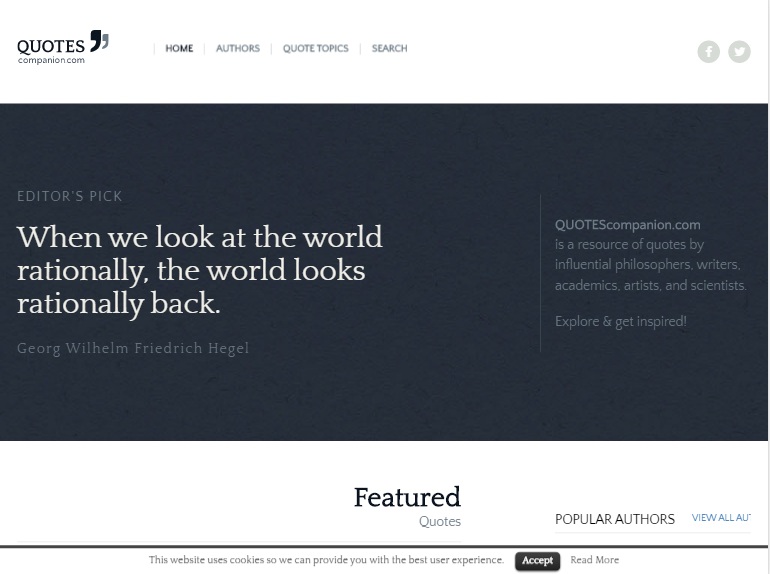 QUOTES
companion.com
HOME
AUTHORS
QUOTE TOPICS
SEARCH
EDITOR'S PICK
When we look at the world
rationally, the world looks
rationally back.
Georg Wilhelm Friedrich Hegel
QUOTEScompanion.com
is a resource of quotes by
influential philosophers, writers,
academics, artists, and scientists.
Explore & get inspired!
Featured
Quotes
POPULAR AUTHORS
VIEW ALL AU
This website uses cookies so we can provide you with the best user experience.
Accept
Read More